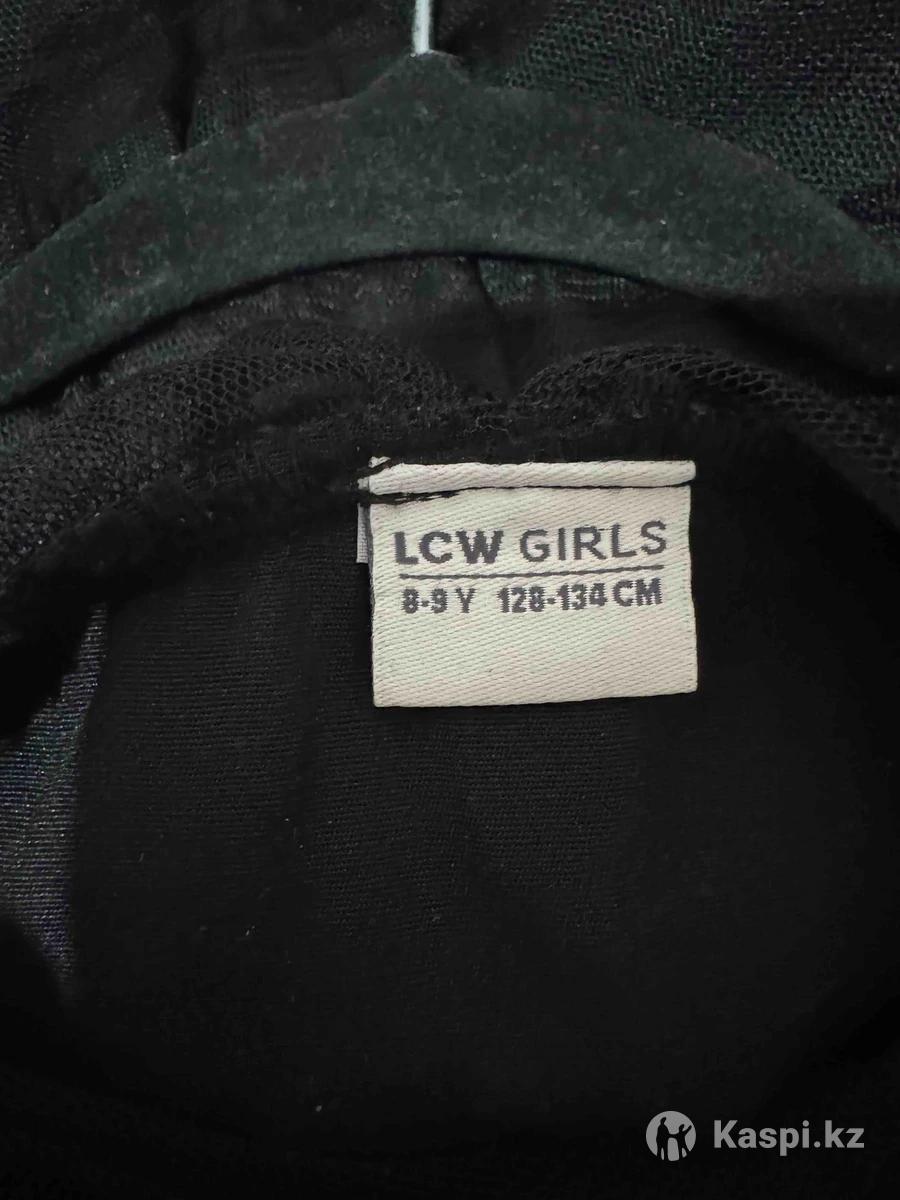 LCW GIRLS
8-9 Y 128-134 CM
Kaspi.kz